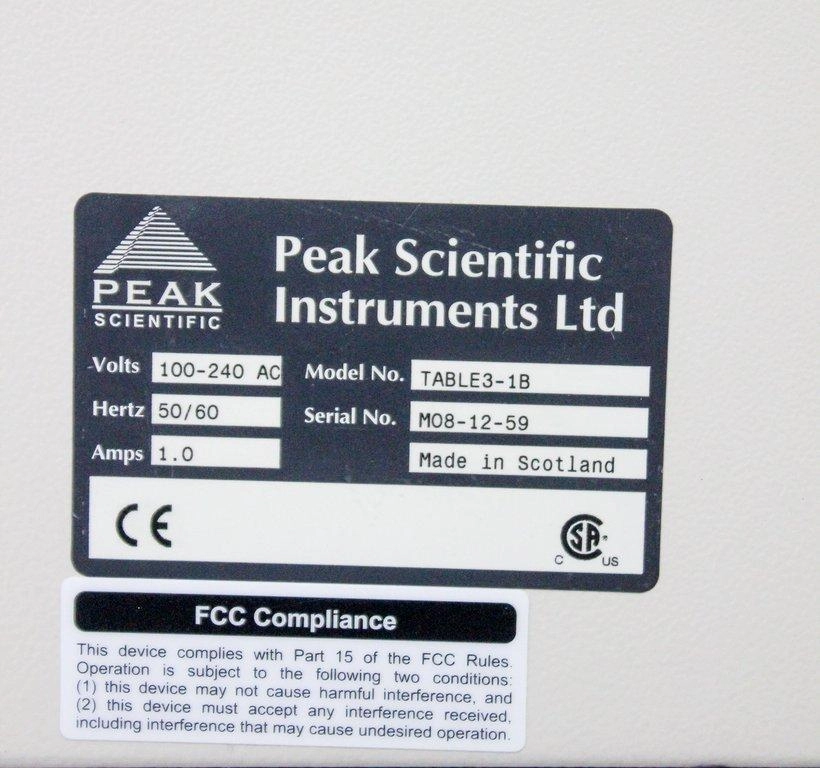 PEAK
SCIENTIFIC
Peak Scientific
Instruments Ltd
Volts 100-240 AC
Hertz 50/60
Amps 1.0
Model No. TABLE3-1B
Serial No. M08-12-59
Made in Scotland
CE
C SA US
FCC Compliance
This device complies with Part 15 of the FCC Rules.
Operation is subject to the following two conditions:
(1) this device may not cause harmful interference, and
(2) this device must accept any interference received,
including interference that may cause undesired operation.